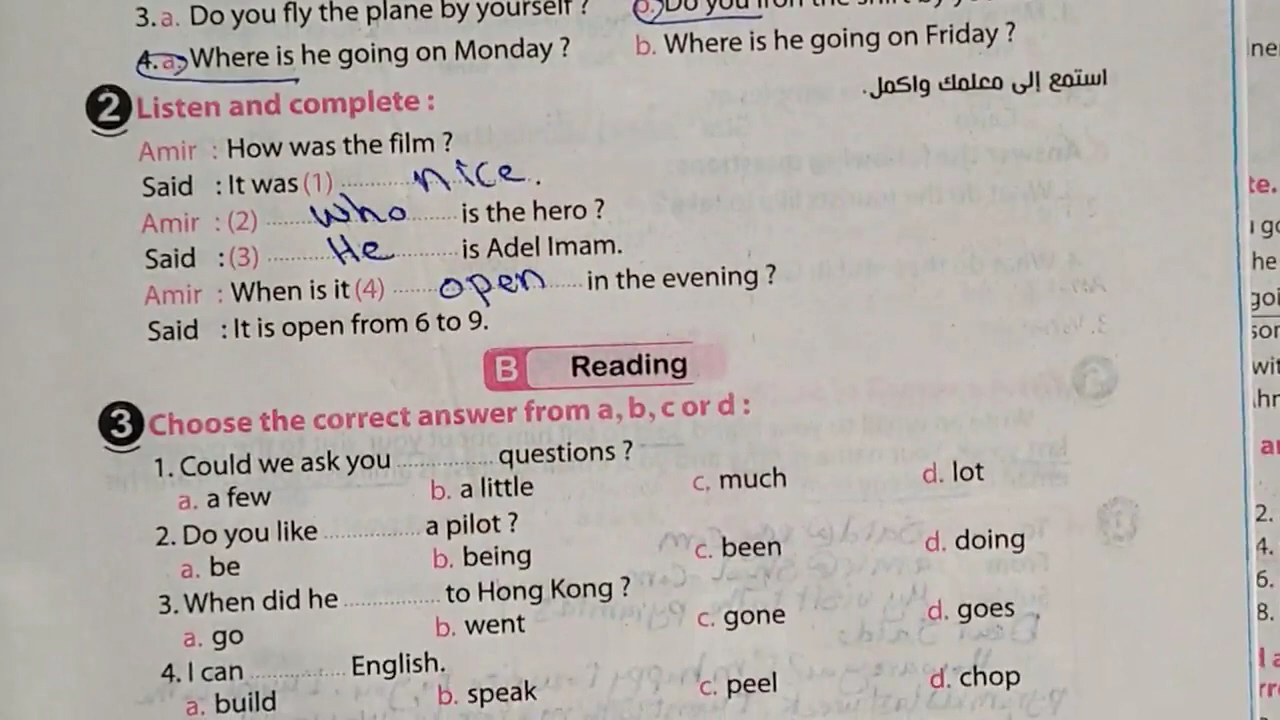 3. a. Do you fly the plane by yourself ?
4. a. Where is he going on Monday ? b. Where is he going on Friday ?
2 Listen and complete : استمع إلى معلمك واكمل.
Amir : How was the film ?
Said : It was (1) nice.
Amir : (2) who is the hero ?
Said : (3) He is Adel Imam.
Amir : When is it (4) open in the evening ?
Said : It is open from 6 to 9.
B Reading
3 Choose the correct answer from a, b, c or d :
1. Could we ask you ............ questions ?
a. a few b. a little c. much d. lot
2. Do you like ............ a pilot ?
a. be b. being c. been d. doing
3. When did he ............ to Hong Kong ?
a. go b. went c. gone d. goes
4. I can ............ English.
a. build b. speak c. peel d. chop